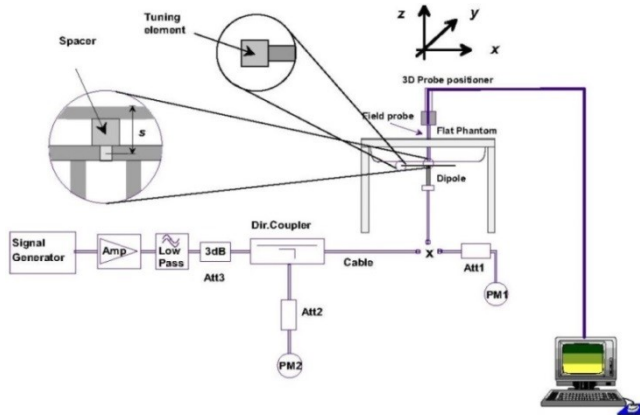 Tuning
element
Spacer
s
z
y
x
3D Probe positioner
Field probe
Flat Phantom
Dipole
Dir.Coupler
Signal
Generator
Amp
Low
Pass
3dB
Att3
Cable
x
Att1
PM1
Att2
PM2